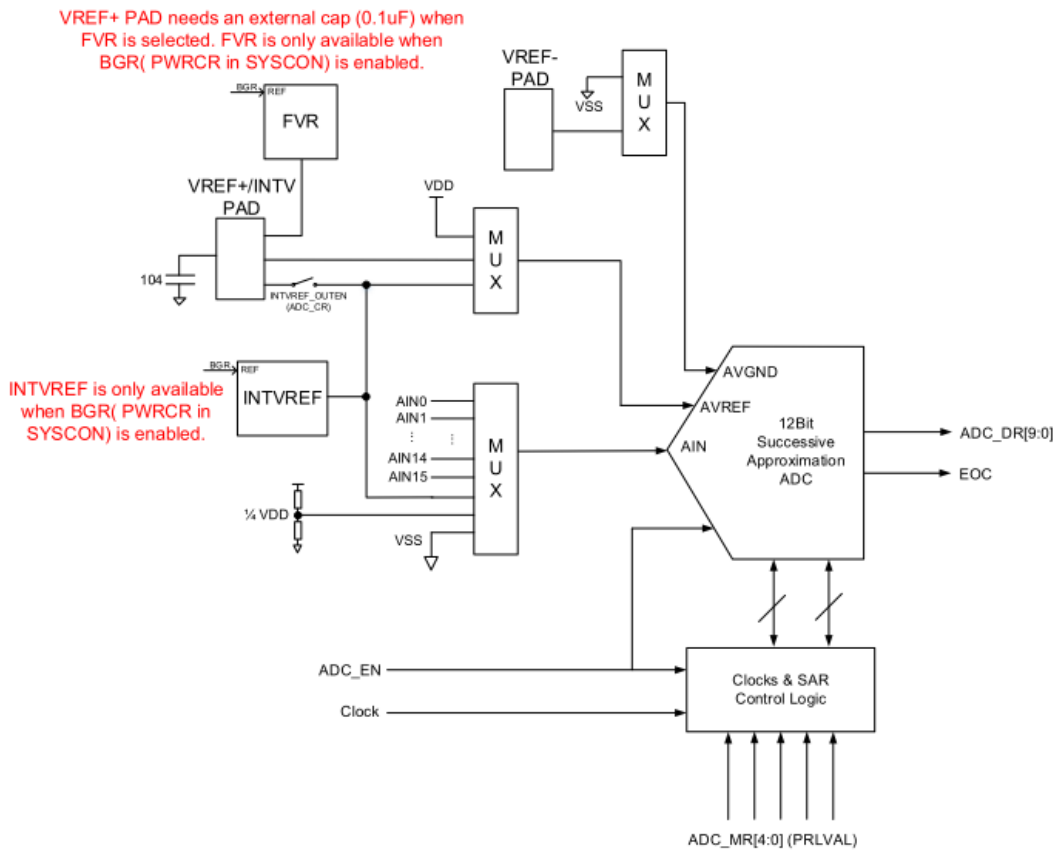 VREF+ PAD needs an external cap (0.1uF) when
FVR is selected. FVR is only available when
BGR( PWRCR in SYSCON) is enabled.
VREF-
PAD
M
U
X
VSS
BGR
REF
FVR
VREF+/INTV
PAD
VDD
M
U
X
104
INTVREF_OUTEN
(ADC_CR)
BGR
REF
INTVREF
INTVREF is only available
when BGR( PWRCR in
SYSCON) is enabled.
AIN0
AIN1
⋮ ⋮
AIN14
AIN15
M
U
X
¼ VDD
VSS
AVGND
AVREF
AIN
12Bit
Successive
Approximation
ADC
ADC_DR[9:0]
EOC
ADC_EN
Clock
Clocks & SAR
Control Logic
ADC_MR[4:0] (PRLVAL)